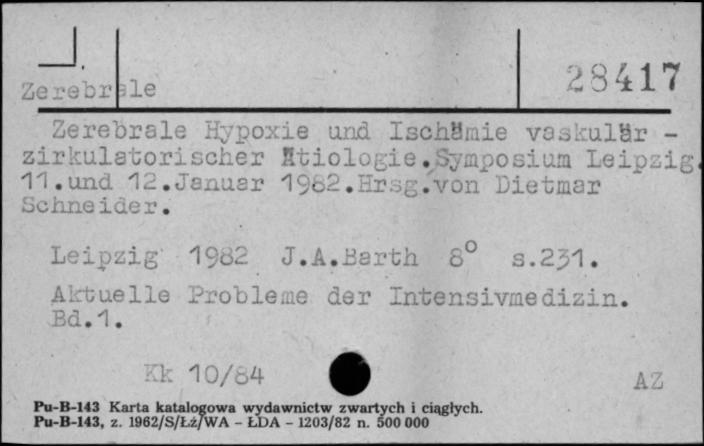 28417
Zerebrale
Zerebrale Hypoxie und Ischämie vaskulär -
zirkulatorischer Ätiologie.Symposium Leipzig.
11.und 12.Januar 1982.Hrsg.von Dietmar
Schneider.
Leipzig 1982 J.A.Barth 8° s.231.
Aktuelle Probleme der Intensivmedizin.
Bd.1.
Kk 10/84
AZ
Pu-B-143 Karta katalogowa wydawnictw zwartych i ciągłych.
Pu-B-143, z. 1962/S/Łż/WA - ŁDA - 1203/82 n. 500 000